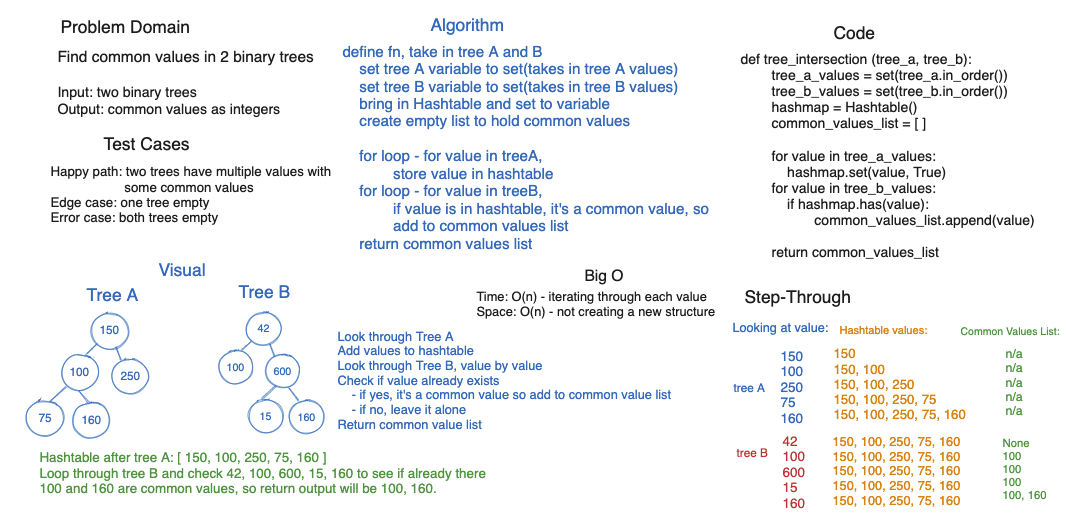 Problem Domain
Find common values in 2 binary trees
Input: two binary trees
Output: common values as integers
Test Cases
Happy path: two trees have multiple values with
some common values
Edge case: one tree empty
Error case: both trees empty
Algorithm
define fn, take in tree A and B
set tree A variable to set(takes in tree A values)
set tree B variable to set(takes in tree B values)
bring in Hashtable and set to variable
create empty list to hold common values
for loop - for value in treeA,
store value in hashtable
for loop - for value in treeB,
if value is in hashtable, it's a common value, so
add to common values list
return common values list
Code
def tree_intersection (tree_a, tree_b):
tree_a_values = set(tree_a.in_order())
tree_b_values = set(tree_b.in_order())
hashmap = Hashtable()
common_values_list = [ ]
for value in tree_a_values:
hashmap.set(value, True)
for value in tree_b_values:
if hashmap.has(value):
common_values_list.append(value)
return common_values_list
Visual
Tree A
150
100
250
75
160
Tree B
42
100
600
15
160
Big O
Time: O(n) - iterating through each value
Space: O(n) - not creating a new structure
Look through Tree A
Add values to hashtable
Look through Tree B, value by value
Check if value already exists
- if yes, it's a common value so add to common value list
- if no, leave it alone
Return common value list
Hashtable after tree A: [ 150, 100, 250, 75, 160 ]
Loop through tree B and check 42, 100, 600, 15, 160 to see if already there
100 and 160 are common values, so return output will be 100, 160.
Step-Through
Looking at value: Hashtable values: Common Values List:
150 150 n/a
100 150, 100 n/a
tree A 250 150, 100, 250 n/a
75 150, 100, 250, 75 n/a
160 150, 100, 250, 75, 160 n/a
42 150, 100, 250, 75, 160 None
tree B 100 150, 100, 250, 75, 160 100
600 150, 100, 250, 75, 160 100
15 150, 100, 250, 75, 160 100
160 150, 100, 250, 75, 160 100, 160